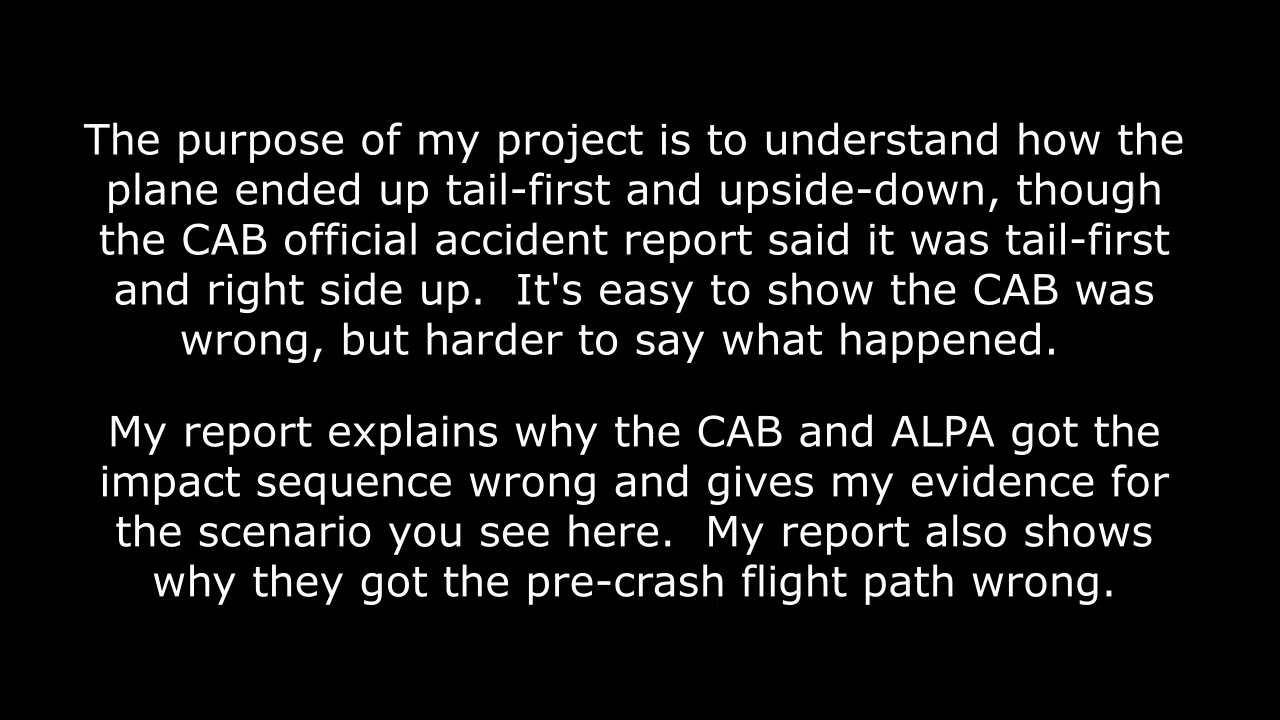 The purpose of my project is to understand how the
plane ended up tail-first and upside-down, though
the CAB official accident report said it was tail-first
and right side up.  It's easy to show the CAB was
wrong, but harder to say what happened.
My report explains why the CAB and ALPA got the
impact sequence wrong and gives my evidence for
the scenario you see here.  My report also shows
why they got the pre-crash flight path wrong.